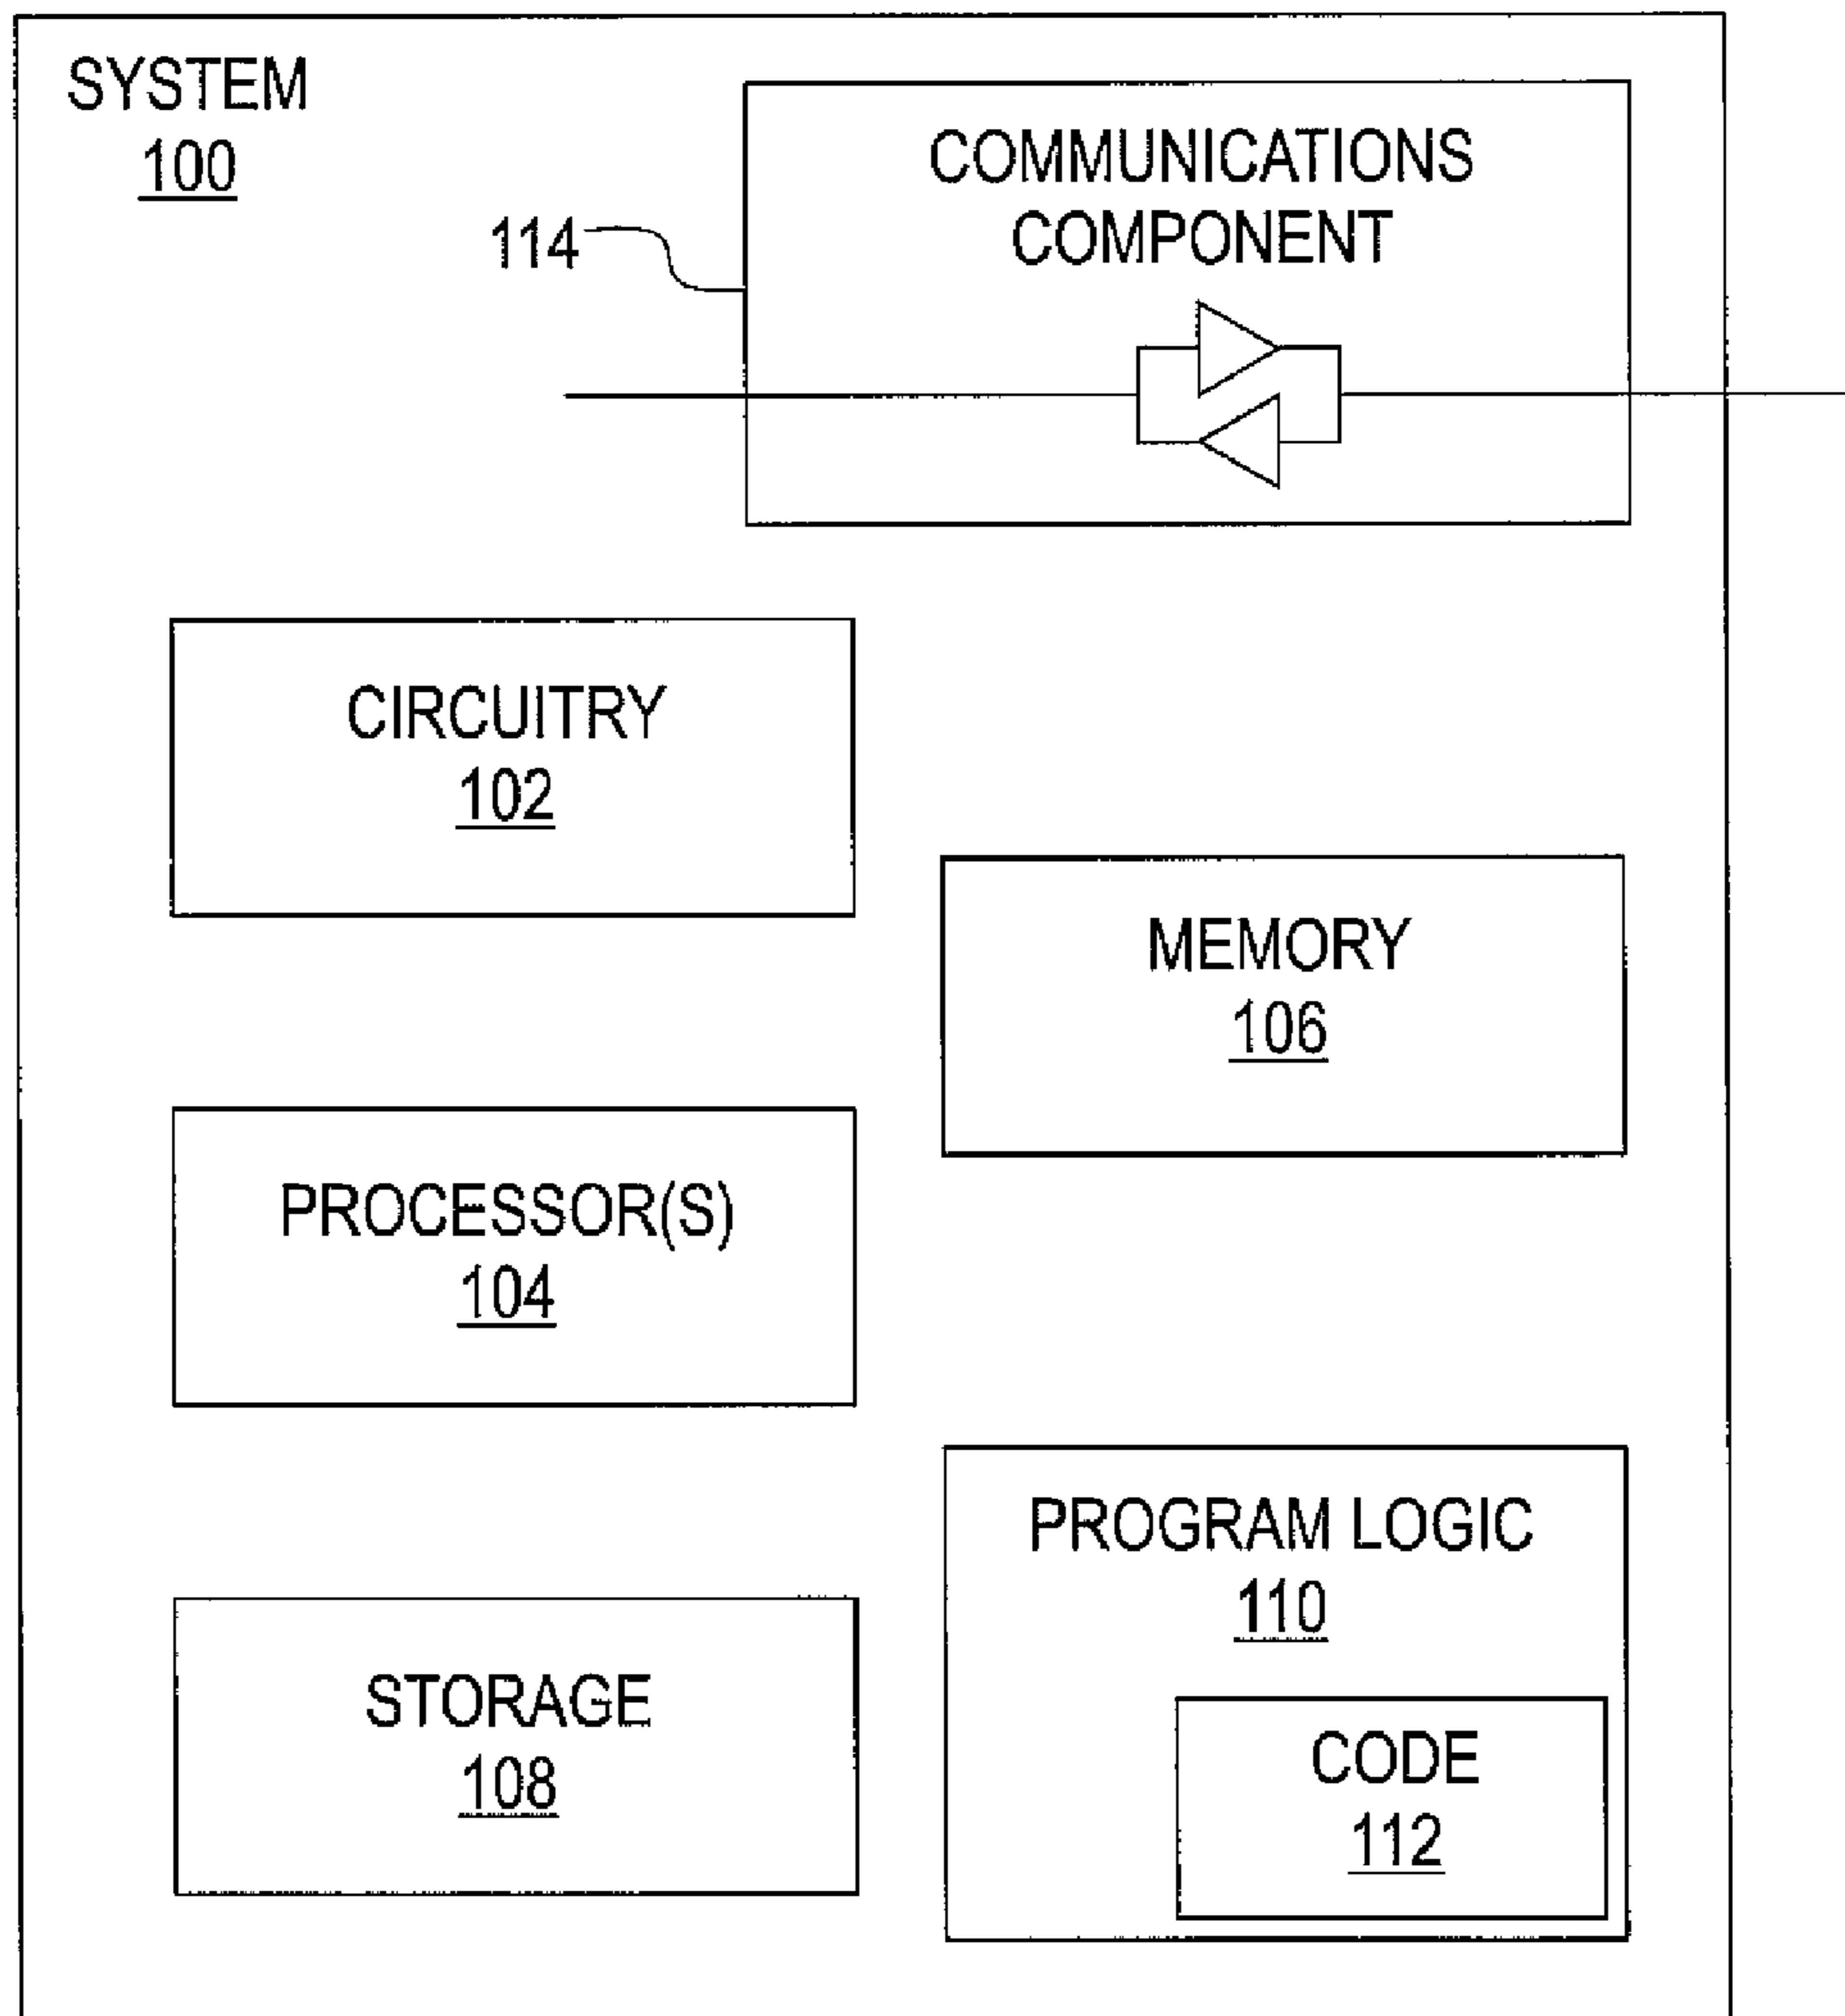 SYSTEM
100
COMMUNICATIONS
COMPONENT
114
CIRCUITRY
102
MEMORY
106
PROCESSOR(S)
104
PROGRAM LOGIC
110
STORAGE
108
CODE
112